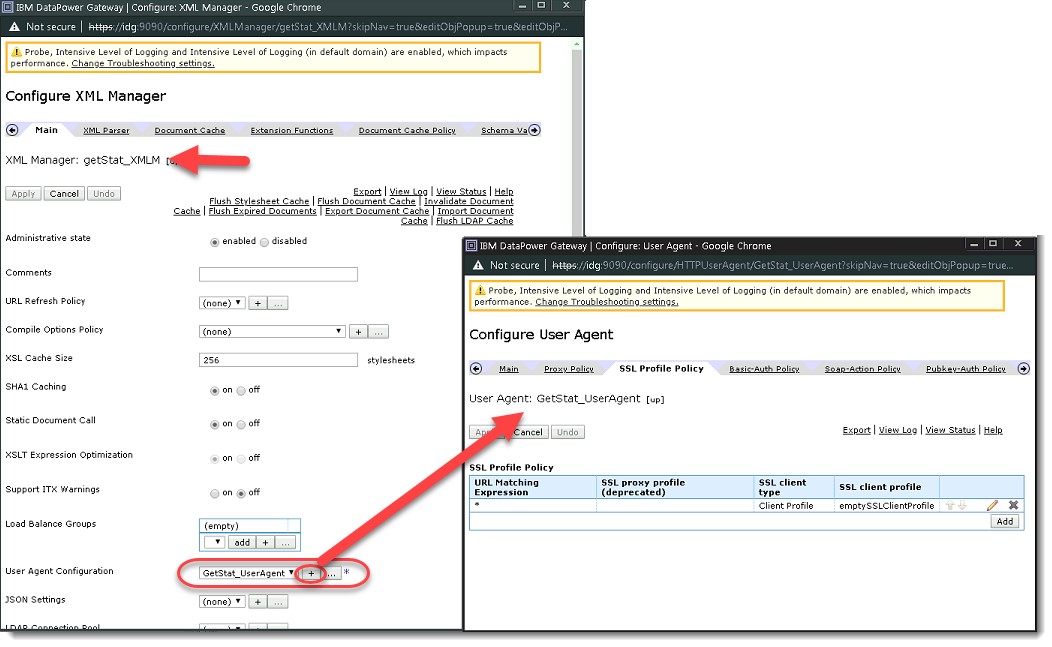 IBM DataPower Gateway | Configure: XML Manager - Google Chrome
Not secure | https://idg:9090/configure/XMLManager/getStat_XMLM?skipNav=true&editObjPopup=true&editObjP...
Probe, Intensive Level of Logging and Intensive Level of Logging (in default domain) are enabled, which impacts
performance. Change Troubleshooting settings.
Configure XML Manager
Main XML Parser Document Cache Extension Functions Document Cache Policy Schema Va
XML Manager: getStat_XMLM
Apply Cancel Undo
Export | View Log | View Status | Help
Flush Stylesheet Cache | Flush Document Cache | Invalidate Document
Cache | Flush Expired Documents | Export Document Cache | Import Document
Cache | Flush LDAP Cache
Administrative state
enabled disabled
Comments
URL Refresh Policy
(none) + ...
Compile Options Policy
(none) + ...
XSL Cache Size
256 stylesheets
SHA1 Caching
on off
Static Document Call
on off
XSLT Expression Optimization
on off
Support ITX Warnings
on off
Load Balance Groups
(empty)
add + ...
User Agent Configuration
GetStat_UserAgent + ... *
JSON Settings
(none) + ...
LDAP Connection Pool
IBM DataPower Gateway | Configure: User Agent - Google Chrome
Not secure | https://idg:9090/configure/HTTPUserAgent/GetStat_UserAgent?skipNav=true&editObjPopup=true...
Probe, Intensive Level of Logging and Intensive Level of Logging (in default domain) are enabled, which impacts
performance. Change Troubleshooting settings.
Configure User Agent
Main Proxy Policy SSL Profile Policy Basic-Auth Policy Soap-Action Policy Pubkey-Auth Policy
User Agent: GetStat_UserAgent [up]
Cancel Undo
Export | View Log | View Status | Help
SSL Profile Policy
URL Matching Expression SSL proxy profile (deprecated) SSL client type SSL client profile
* Client Profile emptySSLClientProfile
Add